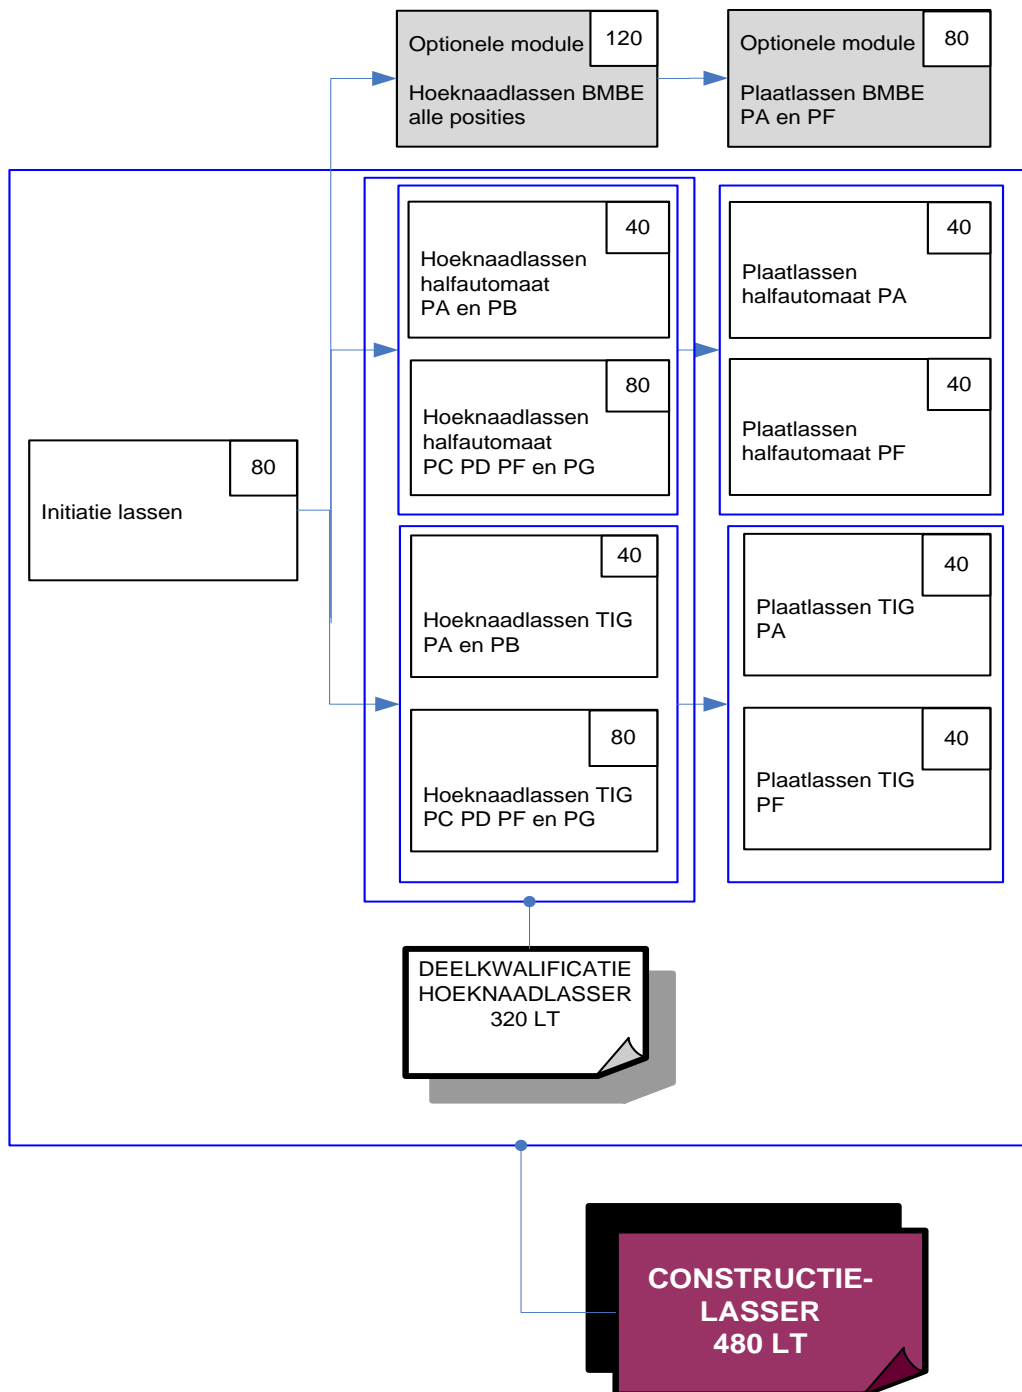 120
Optionele module
Hoeknaadlassen BMBE
alle posities
80
Optionele module
Plaatlassen BMBE
PA en PF
40
Hoeknaadlassen
halfautomaat
PA en PB
40
Plaatlassen
halfautomaat PA
80
Hoeknaadlassen
halfautomaat
PC PD PF en PG
40
Plaatlassen
halfautomaat PF
80
Initiatie lassen
40
Hoeknaadlassen TIG
PA en PB
40
Plaatlassen TIG
PA
80
Hoeknaadlassen TIG
PC PD PF en PG
40
Plaatlassen TIG
PF
DEELKWALIFICATIE
HOEKNAADLASSER
320 LT
CONSTRUCTIE-
LASSER
480 LT